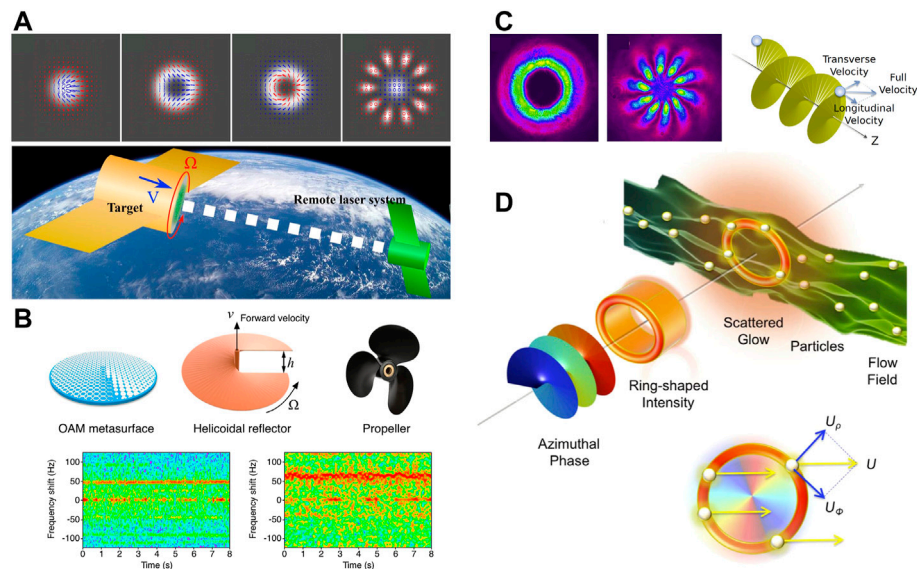 A
V
Ω
Target
Remote laser system
B
v
Forward velocity
h
Ω
OAM metasurface
Helicoidal reflector
Propeller
Frequency shift (Hz)
100
50
0
-50
-100
0 1 2 3 4 5 6 7 8
Time (s)
Frequency shift (Hz)
100
50
0
-50
-100
0 1 2 3 4 5 6 7 8
Time (s)
C
Transverse
Velocity
Full
Velocity
Longitudinal
Velocity
Z
D
Scattered
Glow
Particles
Flow
Field
Ring-shaped
Intensity
Azimuthal
Phase
Uρ
U
UΦ